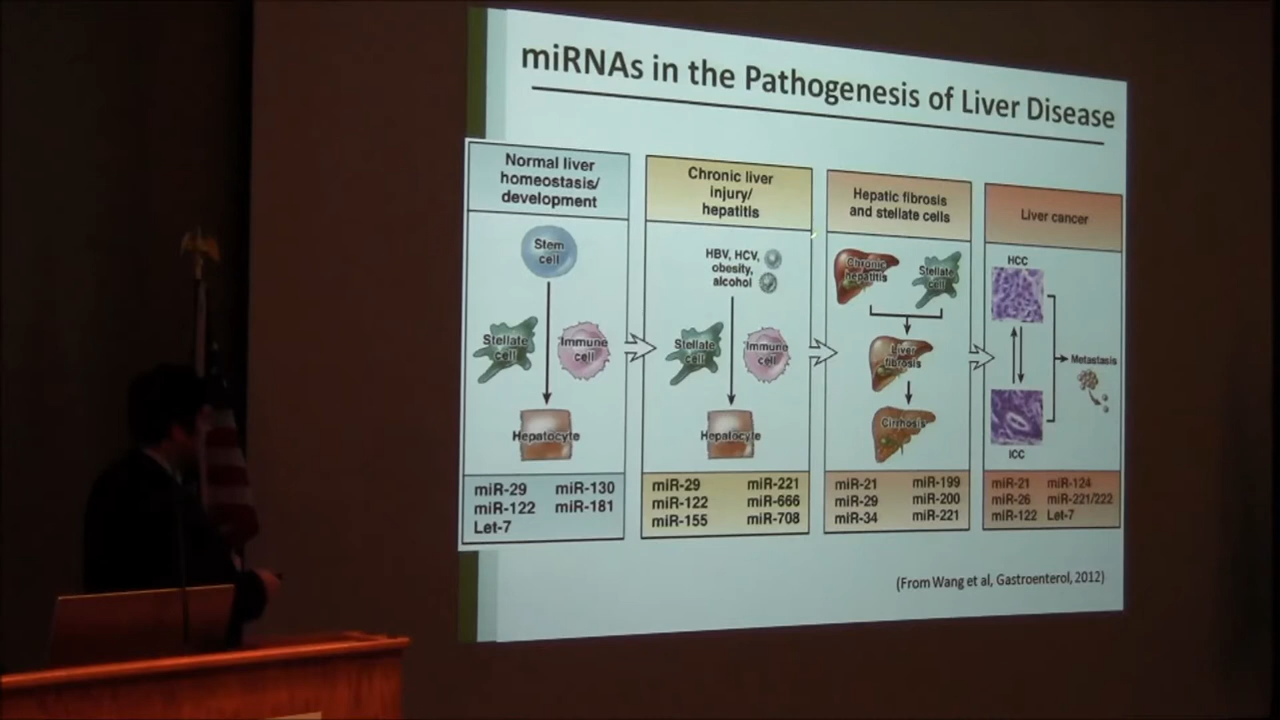 miRNAs in the Pathogenesis of Liver Disease
Normal liver
homeostasis/
development
Stem
cell
Stellate
cell
Immune
cell
Hepatocyte
miR-29 miR-130
miR-122 miR-181
Let-7
Chronic liver
injury/
hepatitis
HBV, HCV,
obesity,
alcohol
Stellate
cell
Immune
cell
Hepatocyte
miR-29 miR-221
miR-122 miR-666
miR-155 miR-708
Hepatic fibrosis
and stellate cells
Chronic
hepatitis
Stellate
cell
Liver
fibrosis
Cirrhosis
miR-21 miR-199
miR-29 miR-200
miR-34 miR-221
Liver cancer
HCC
Metastasis
ICC
miR-21 miR-124
miR-26 miR-221/222
miR-122 Let-7
(From Wang et al, Gastroenterol, 2012)